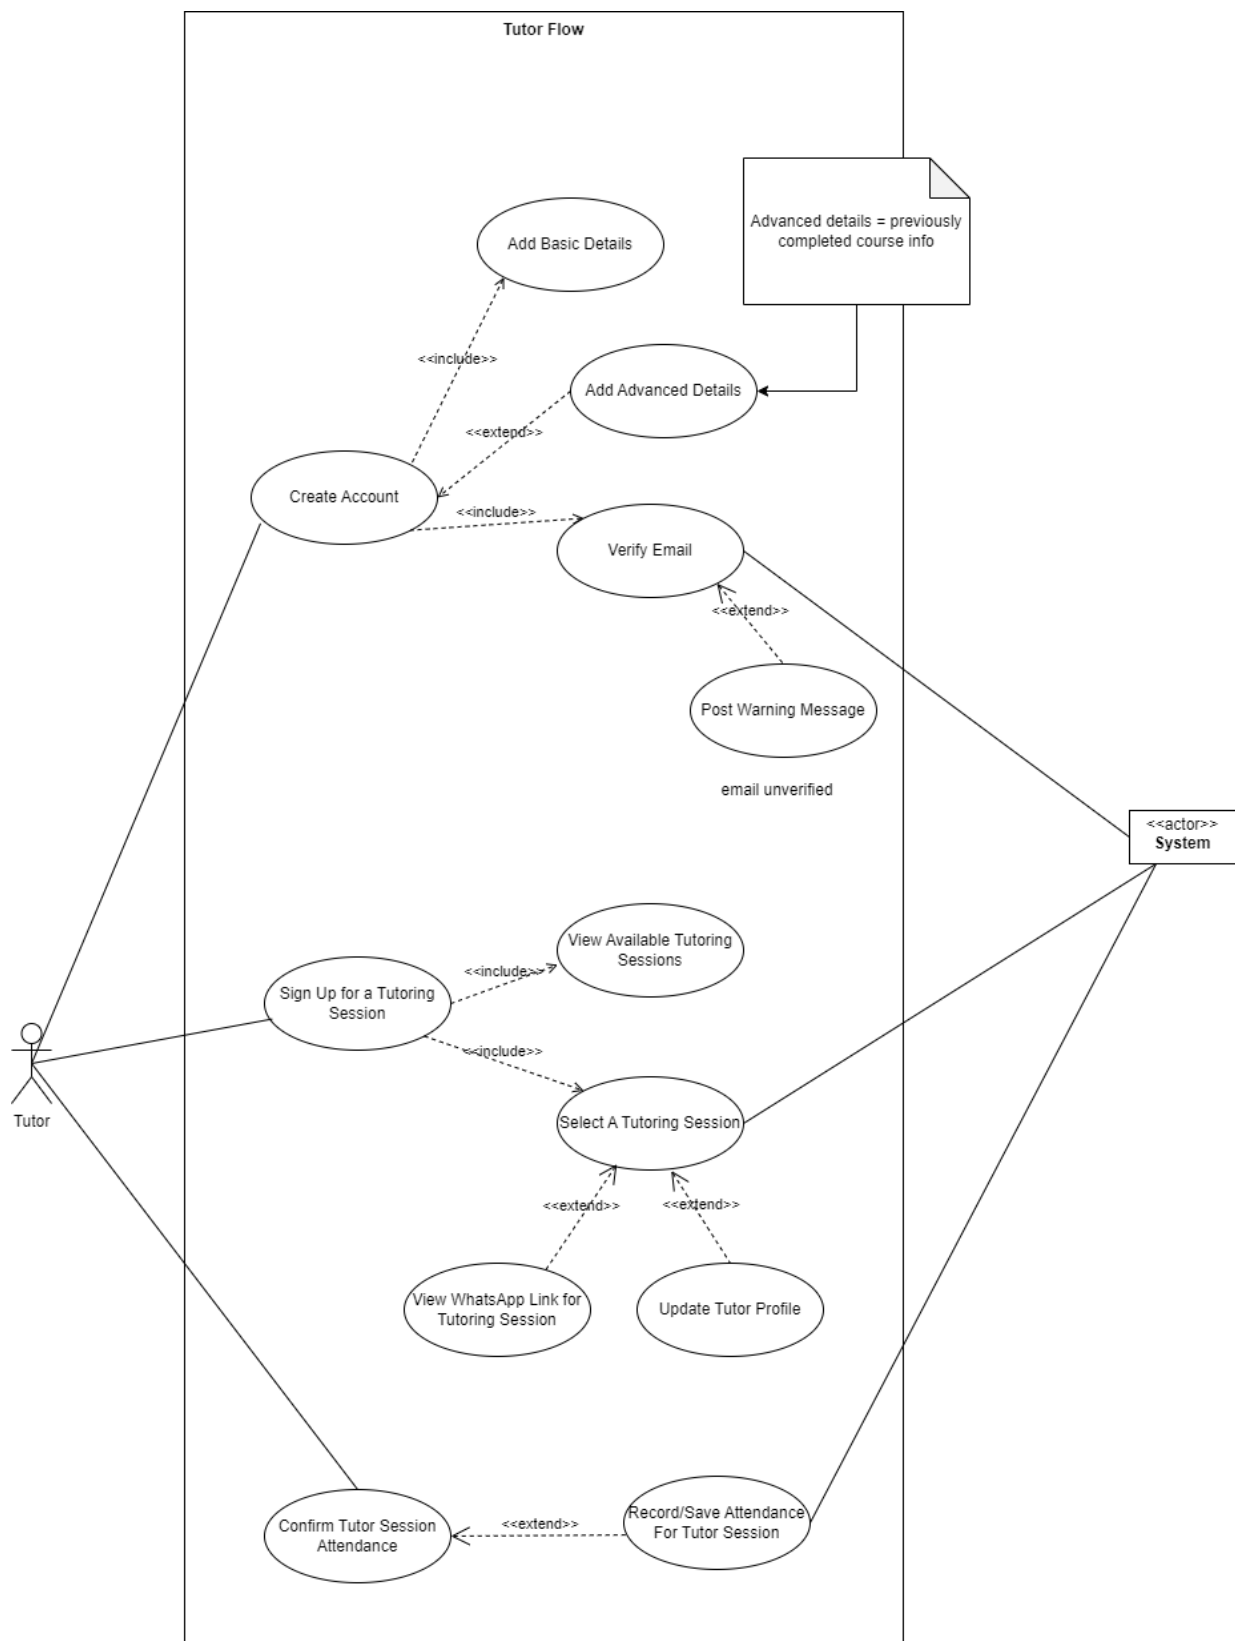 Tutor Flow
Advanced details = previously
completed course info
Add Basic Details
<<include>>
Add Advanced Details
<<extend>>
Create Account
<<include>>
Verify Email
<<extend>>
Post Warning Message
email unverified
<<actor>>
System
View Available Tutoring
Sessions
<<include>>
Sign Up for a Tutoring
Session
<<include>>
Tutor
Select A Tutoring Session
<<extend>>
<<extend>>
View WhatsApp Link for
Tutoring Session
Update Tutor Profile
Confirm Tutor Session
Attendance
<<extend>>
Record/Save Attendance
For Tutor Session